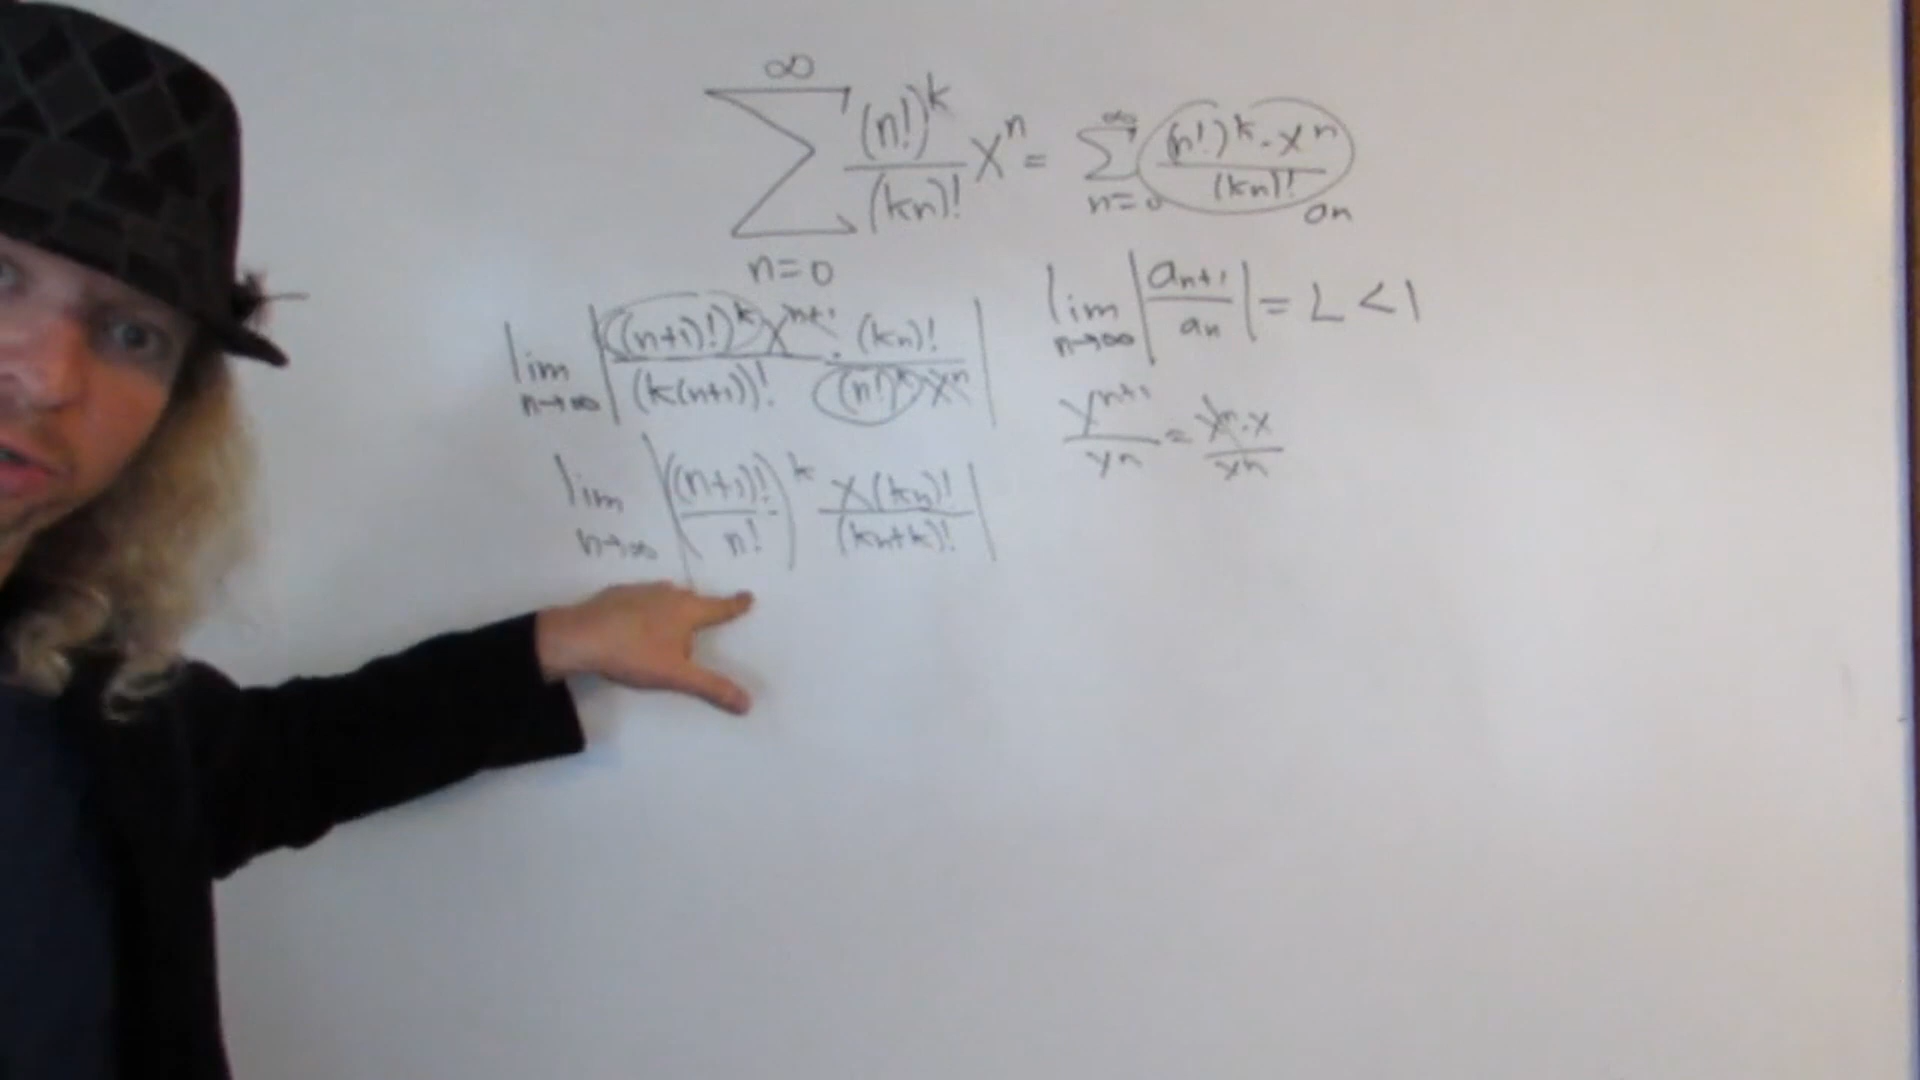 ∞ ∞
∑ (n!)^k / (kn)! x^n = ∑ (n!)^k · x^n / (kn)! an
n=0 n=0
lim n→∞ | ((n+1)!)^k x^(n+1) / (k(n+1))! · (kn)! / (n!)^k x^n |
lim n→∞ | ((n+1)! / n!)^k x(kn)! / (kn+k)! |
lim n→∞ | an+1 / an | = L < 1
x^(n+1) / x^n = x^n · x / x^n